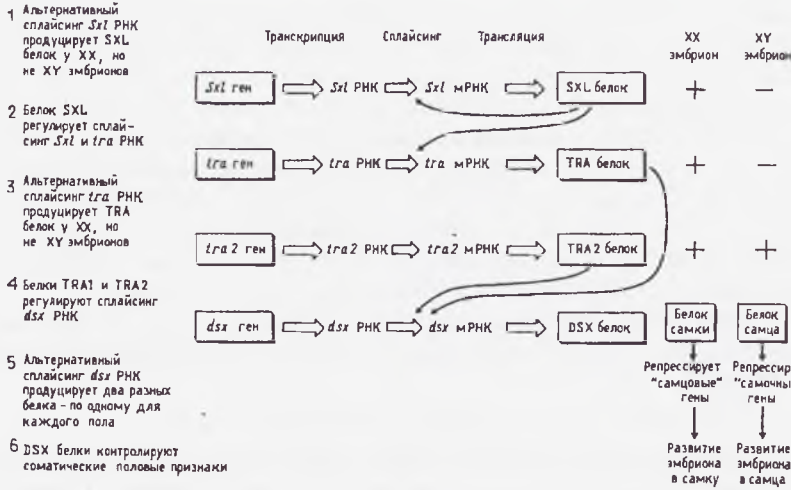 1 Альтернативный
сплайсинг Sxl РНК
продуцирует SXL
белок у XX, но
не XY эмбрионов
2 Белок SXL
регулирует сплай-
синг Sxl и tra РНК
3 Альтернативный
сплайсинг tra РНК
продуцирует TRA
белок у XX, но
не XY эмбрионов
4 Белки TRA1 и TRA2
регулируют сплайсинг
dsx РНК
5 Альтернативный
сплайсинг dsx РНК
продуцирует два разных
белка - по одному для
каждого пола
6 DSX белки контролируют
соматические половые признаки
Транскрипция Сплайсинг Трансляция
XX эмбрион
XY эмбрион
Sxl ген Sxl РНК Sxl мРНК SXL белок + −
tra ген tra РНК tra мРНК TRA белок + −
tra 2 ген tra2 РНК tra2 мРНК TRA2 белок + +
dsx ген dsx РНК dsx мРНК DSX белок
Белок
самки
Белок
самца
Репрессирует
"самцовые"
гены
Репрессир
"самочны
гены
Развитие
эмбриона
в самку
Развитие
эмбриона
в самца